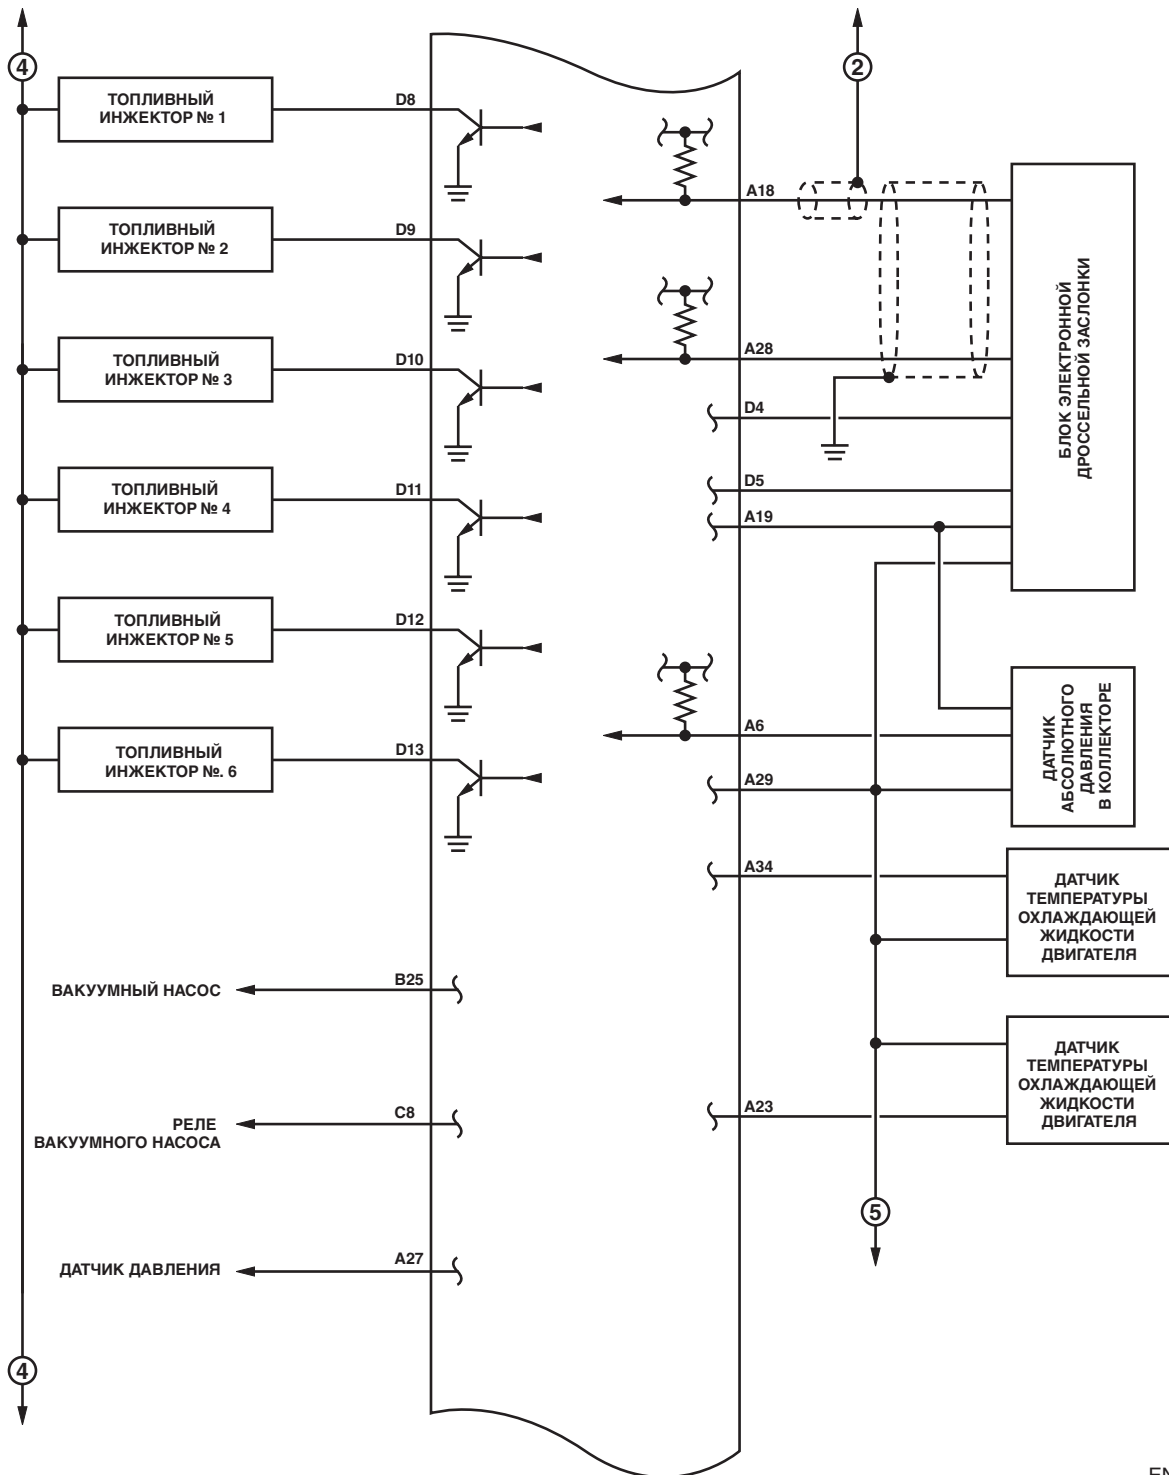 4
2
ТОПЛИВНЫЙ
ИНЖЕКТОР № 1
D8
A18
ТОПЛИВНЫЙ
ИНЖЕКТОР № 2
D9
ТОПЛИВНЫЙ
ИНЖЕКТОР № 3
D10
A28
D4
БЛОК ЭЛЕКТРОННОЙ
ДРОССЕЛЬНОЙ ЗАСЛОНКИ
ТОПЛИВНЫЙ
ИНЖЕКТОР № 4
D11
D5
A19
ТОПЛИВНЫЙ
ИНЖЕКТОР № 5
D12
ТОПЛИВНЫЙ
ИНЖЕКТОР №. 6
D13
A6
A29
ДАТЧИК
АБСОЛЮТНОГО
ДАВЛЕНИЯ
В КОЛЛЕКТОРЕ
A34
ДАТЧИК
ТЕМПЕРАТУРЫ
ОХЛАЖДАЮЩЕЙ
ЖИДКОСТИ
ДВИГАТЕЛЯ
ВАКУУМНЫЙ НАСОС
B25
ДАТЧИК
ТЕМПЕРАТУРЫ
ОХЛАЖДАЮЩЕЙ
ЖИДКОСТИ
ДВИГАТЕЛЯ
A23
РЕЛЕ
ВАКУУМНОГО НАСОСА
C8
5
ДАТЧИК ДАВЛЕНИЯ
A27
4
EN